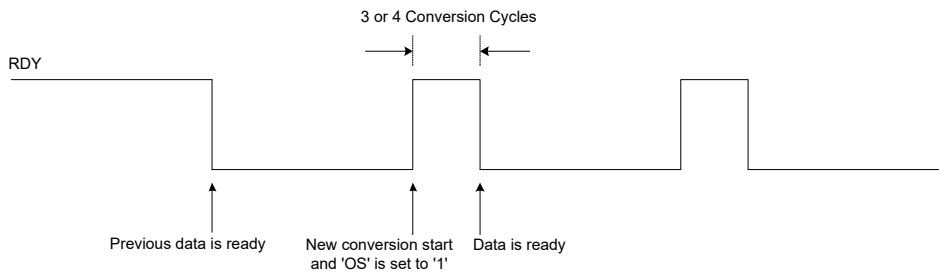 3 or 4 Conversion Cycles
RDY
Previous data is ready
New conversion start
and 'OS' is set to '1'
Data is ready